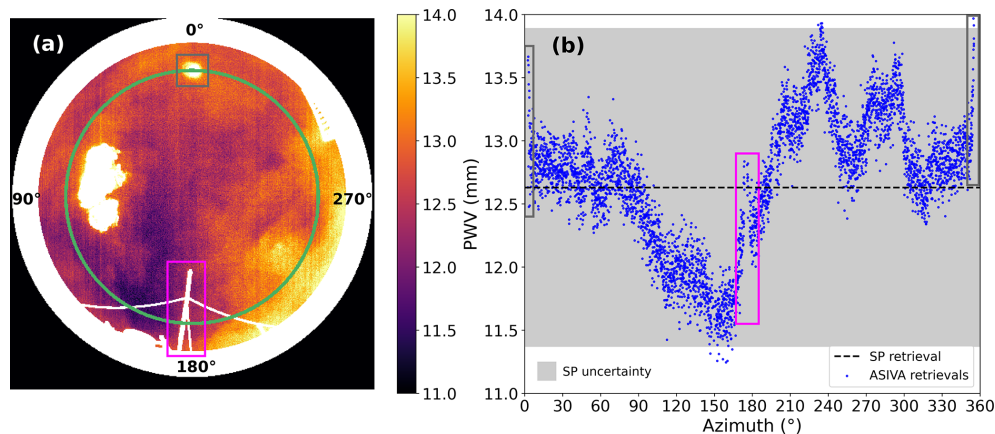 (a)
0°
90°
270°
180°
14.0
13.5
13.0
12.5
12.0
11.5
11.0
(b)
PWV (mm)
14.0
13.5
13.0
12.5
12.0
11.5
11.0
SP uncertainty
SP retrieval
ASIVA retrievals
0 30 60 90 120 150 180 210 240 270 300 330 360
Azimuth (°)